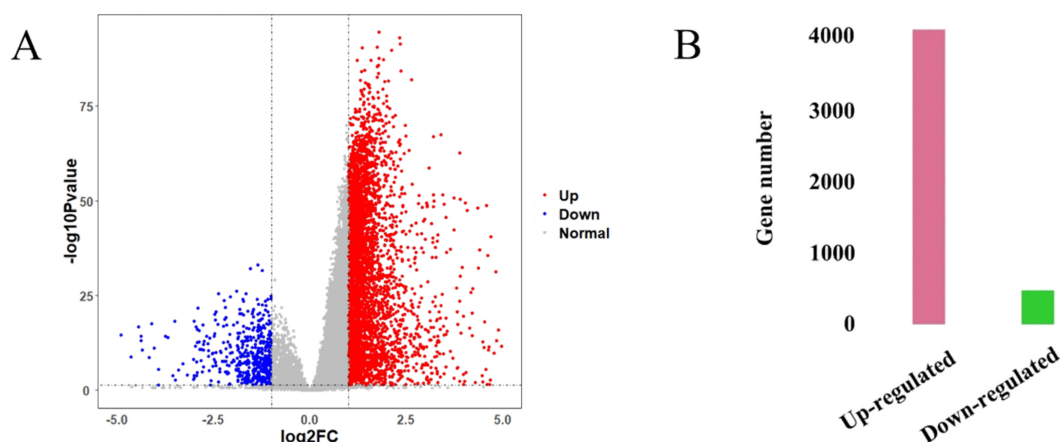 A
-log10Pvalue
75
50
25
0
-5.0
-2.5
0.0
2.5
5.0
log2FC
Up
Down
Normal
B
Gene number
4000
3000
2000
1000
0
Up-regulated
Down-regulated